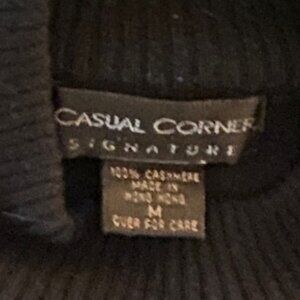 CASUAL CORNER
SIGNATURE
100% CASHMERE
MADE IN
HONG KONG
M
OVER FOR CARE